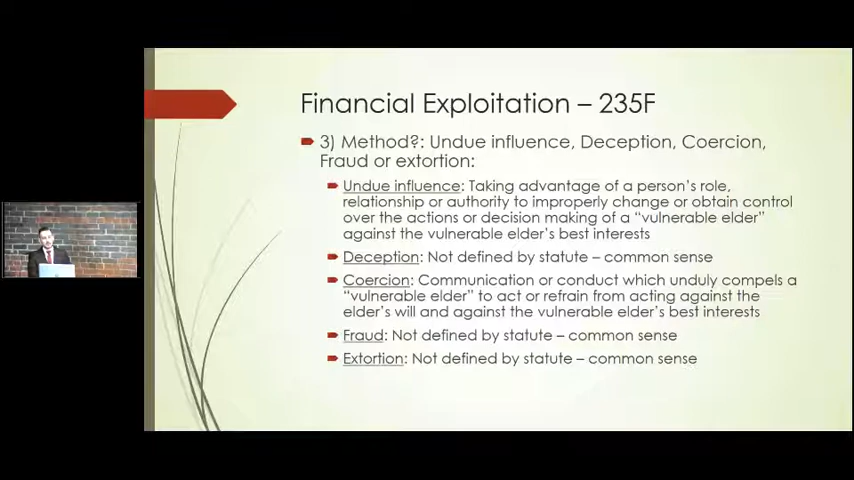 Financial Exploitation – 235F
3) Method?: Undue influence, Deception, Coercion,
Fraud or extortion:
Undue influence: Taking advantage of a person's role,
relationship or authority to improperly change or obtain control
over the actions or decision making of a "vulnerable elder"
against the vulnerable elder's best interests
Deception: Not defined by statute – common sense
Coercion: Communication or conduct which unduly compels a
"vulnerable elder" to act or refrain from acting against the
elder's will and against the vulnerable elder's best interests
Fraud: Not defined by statute – common sense
Extortion: Not defined by statute – common sense